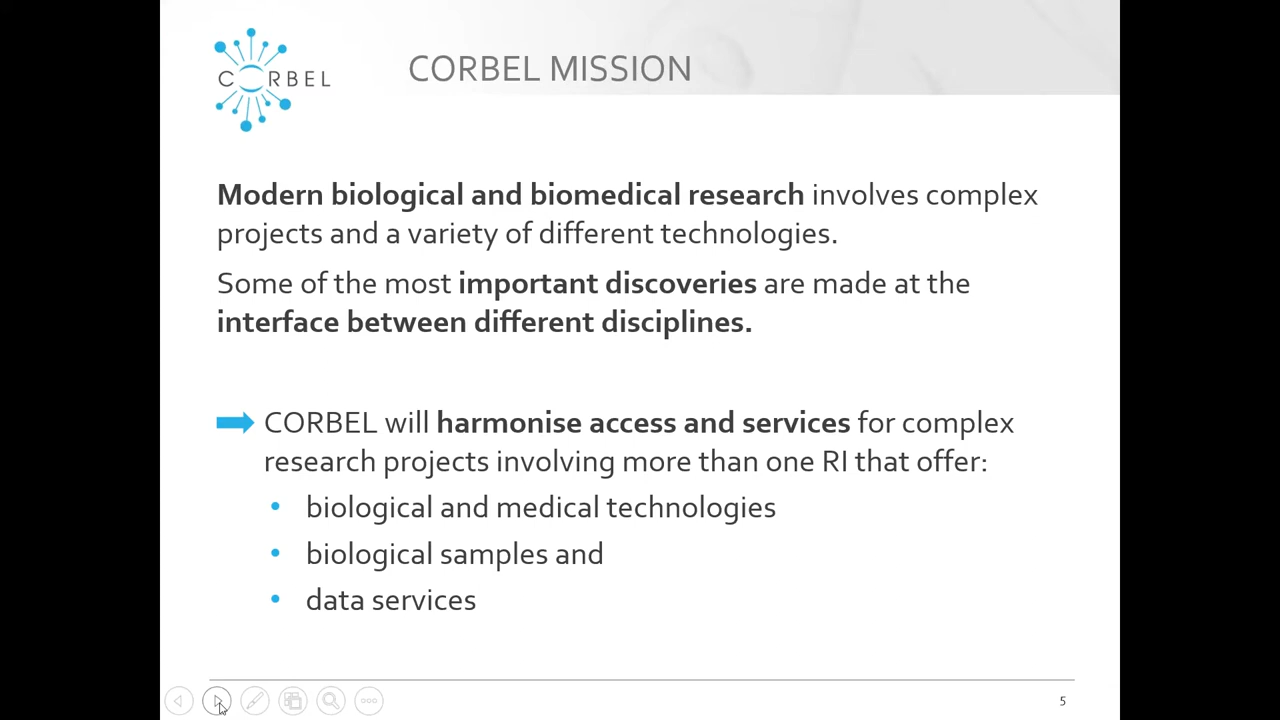 CORBEL
CORBEL MISSION
Modern biological and biomedical research involves complex
projects and a variety of different technologies.
Some of the most important discoveries are made at the
interface between different disciplines.
CORBEL will harmonise access and services for complex
research projects involving more than one RI that offer:
• biological and medical technologies
• biological samples and
• data services
5